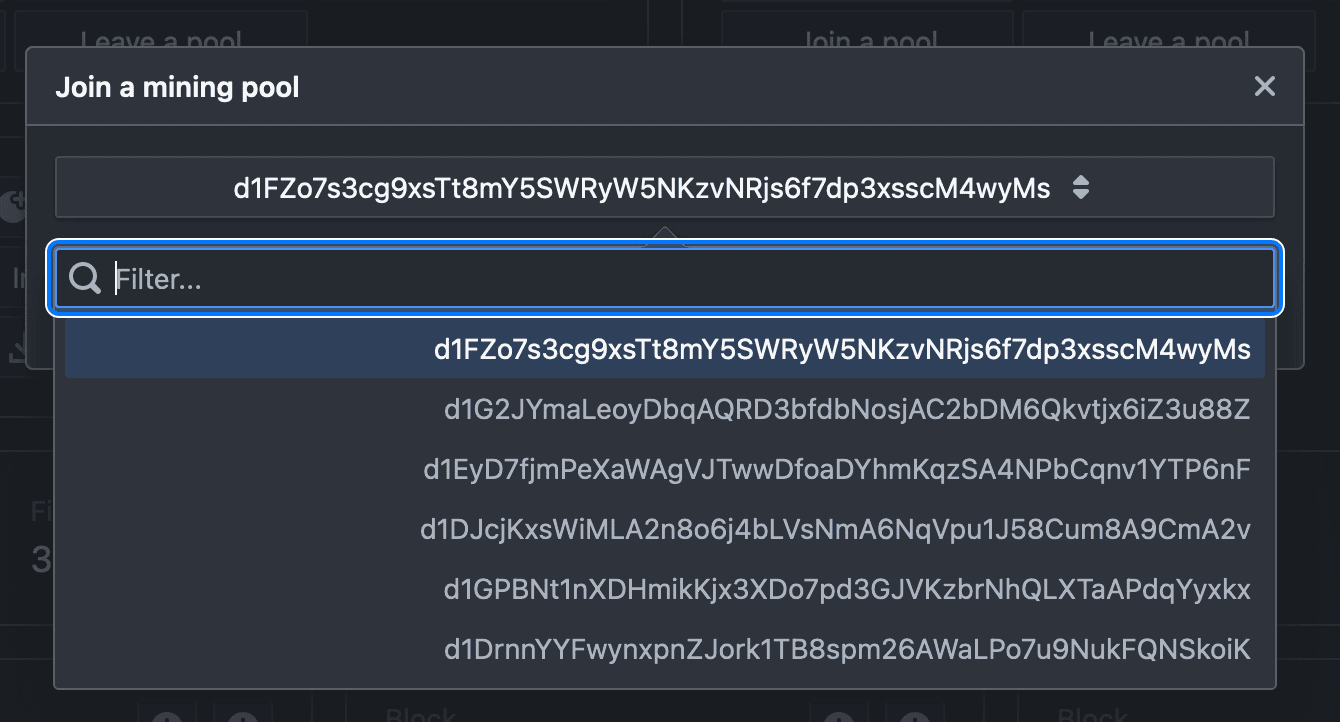 Leave a pool
Join a pool
Leave a pool
Join a mining pool
d1FZo7s3cg9xsTt8mY5SWRyW5NKzvNRjs6f7dp3xsscM4wyMs
Filter...
d1FZo7s3cg9xsTt8mY5SWRyW5NKzvNRjs6f7dp3xsscM4wyMs
d1G2JYmaLeoyDbqAQRD3bfdbNosjAC2bDM6Qkvtjx6iZ3u88Z
d1EyD7fjmPeXaWAgVJTwwDfoaDYhmKqzSA4NPbCqnv1YTP6nF
d1DJcjKxsWiMLA2n8o6j4bLVsNmA6NqVpu1J58Cum8A9CmA2v
d1GPBNt1nXDHmikKjx3XDo7pd3GJVKzbrNhQLXTaAPdqYyxkx
d1DrnnYYFwynxpnZJork1TB8spm26AWaLPo7u9NukFQNSkoiK
3
Block
Block